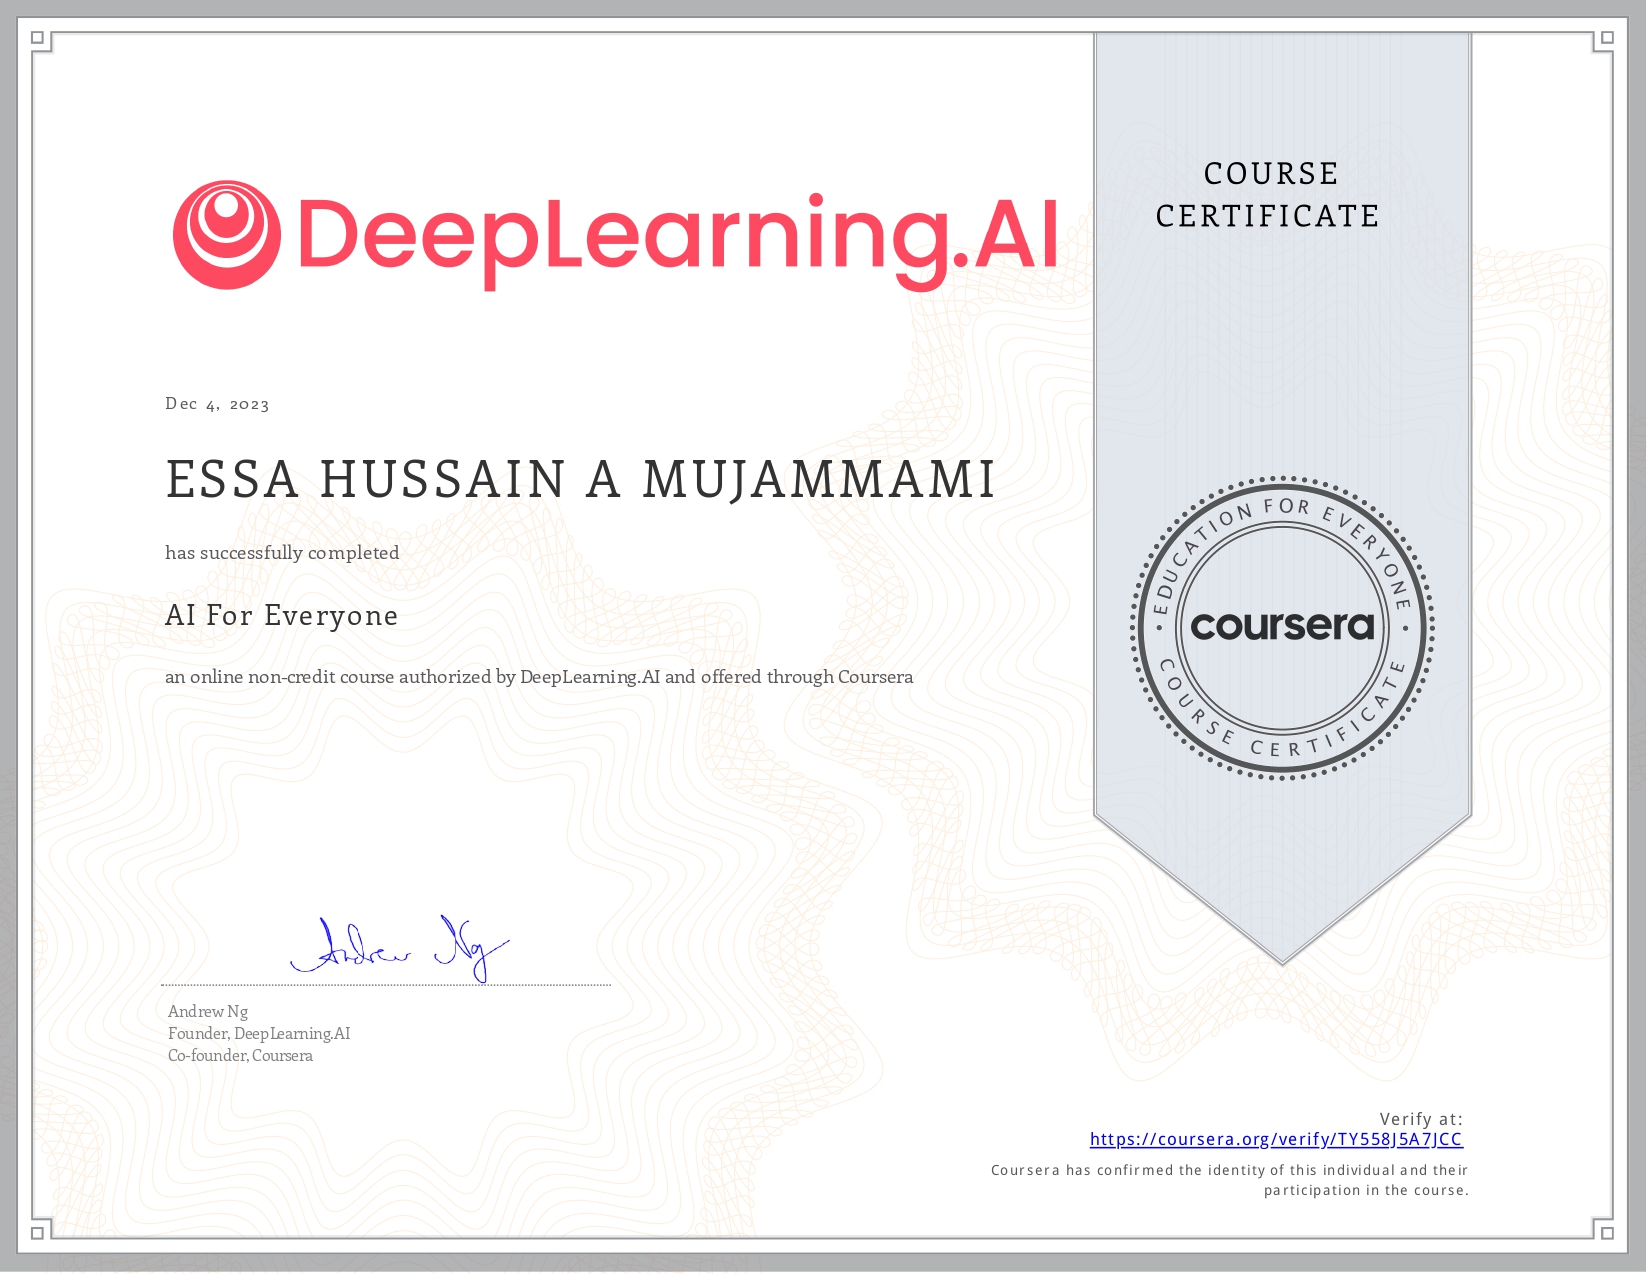 DeepLearning.AI
COURSE
CERTIFICATE
Dec 4, 2023
ESSA HUSSAIN A MUJAMMAMI
has successfully completed
AI For Everyone
an online non-credit course authorized by DeepLearning.AI and offered through Coursera
EDUCATION FOR EVERYONE
coursera
COURSE CERTIFICATE
Andrew Ng
Andrew Ng
Founder, DeepLearning.AI
Co-founder, Coursera
Verify at:
https://coursera.org/verify/TY558J5A7JCC
Coursera has confirmed the identity of this individual and their
participation in the course.